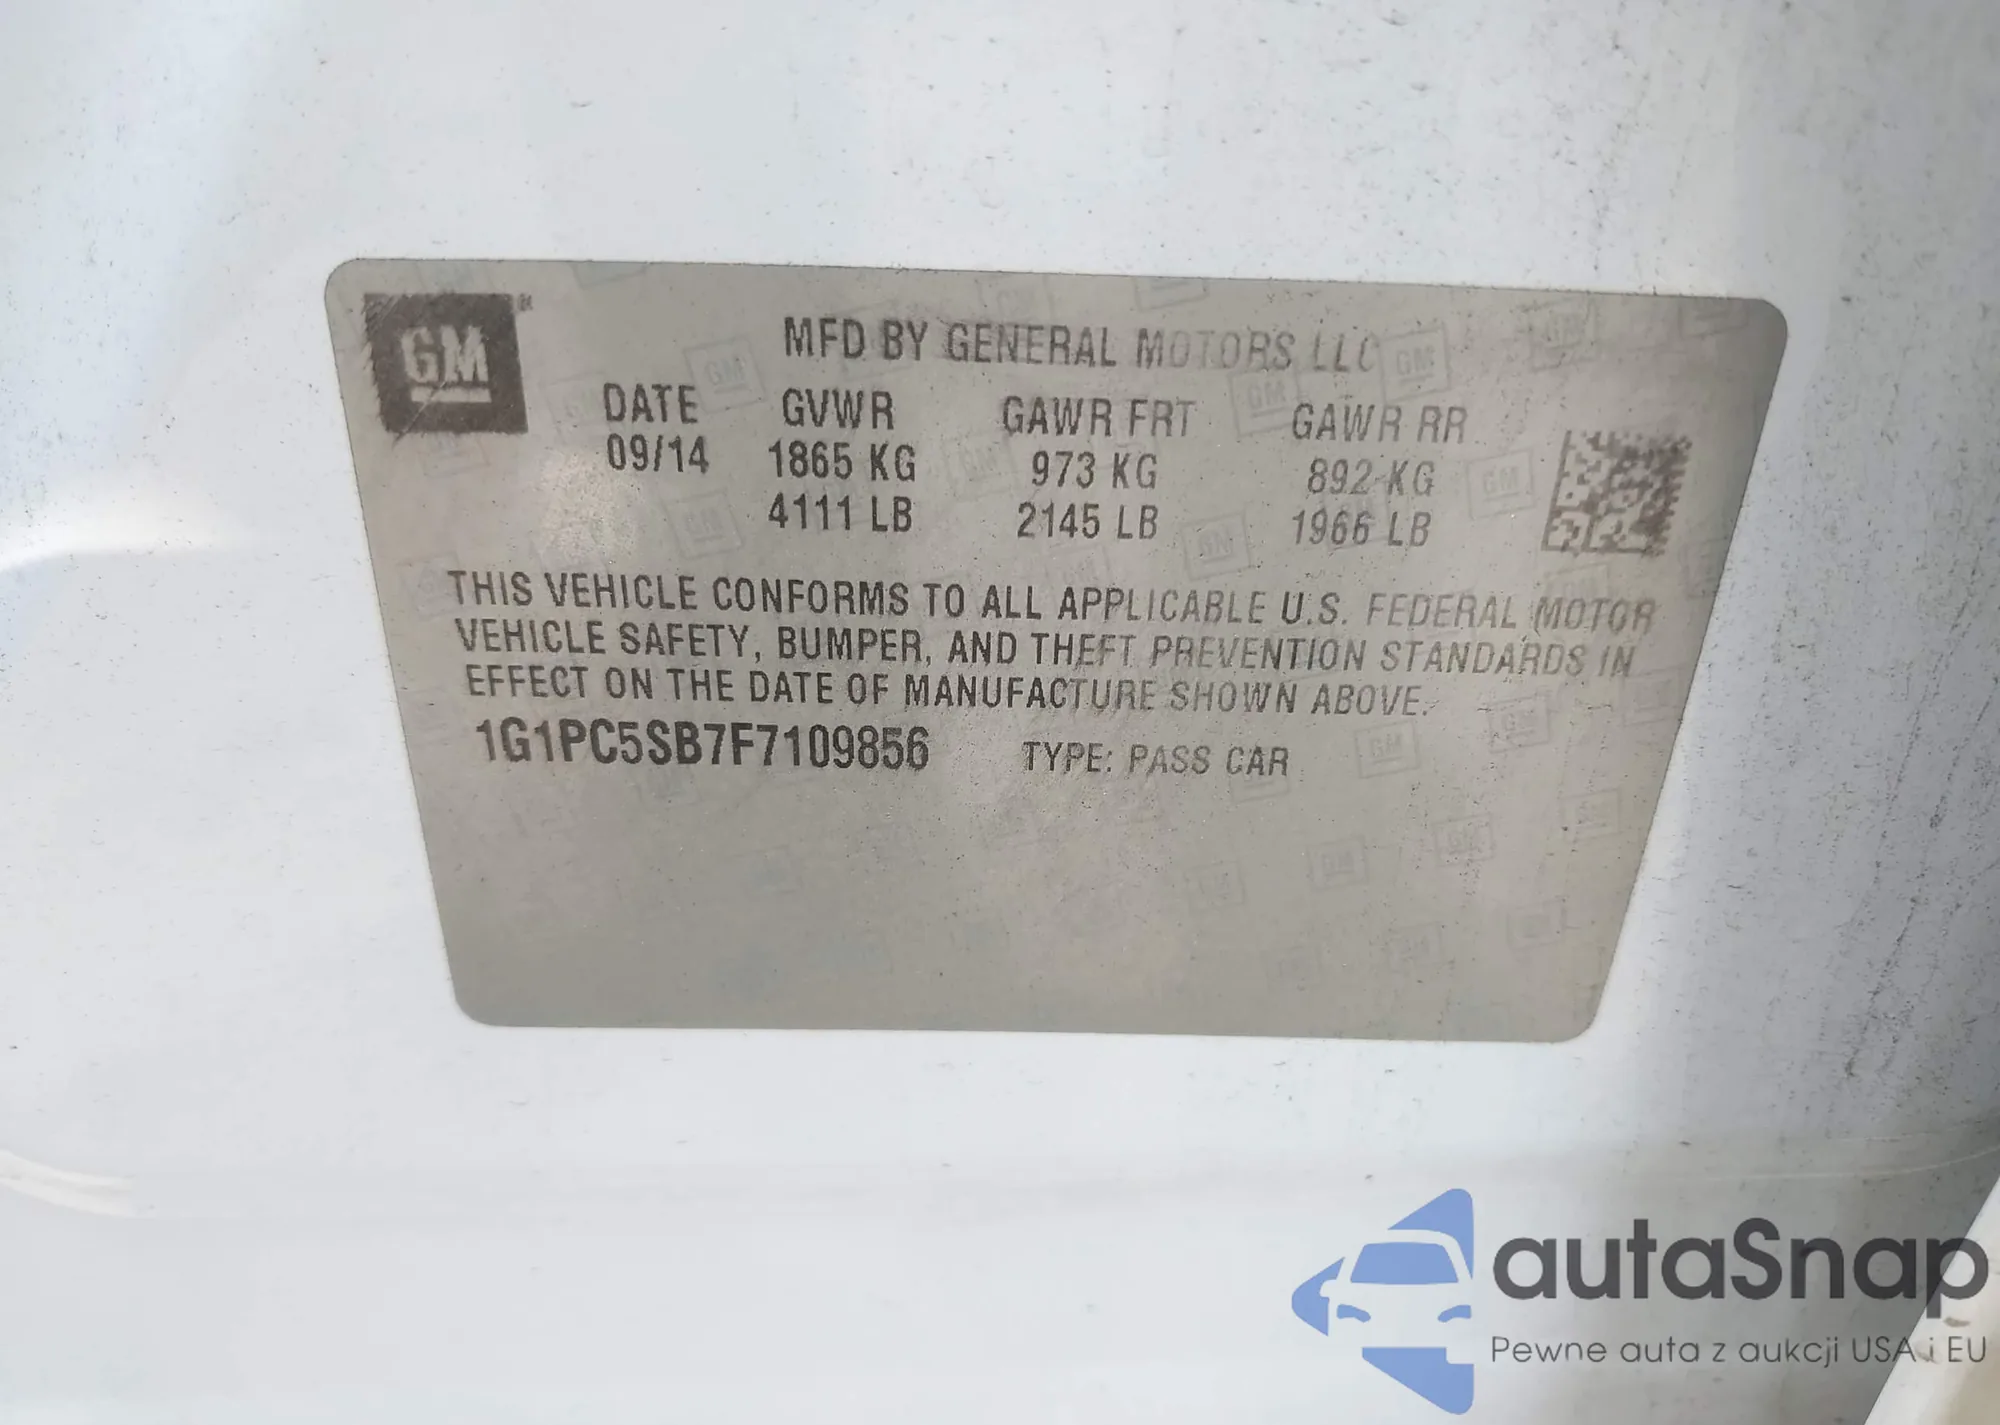 GM
MFD BY GENERAL MOTORS LLC
DATE GVWR GAWR FRT GAWR RR
09/14 1865 KG 973 KG 892 KG
4111 LB 2145 LB 1966 LB
THIS VEHICLE CONFORMS TO ALL APPLICABLE U.S. FEDERAL MOTOR
VEHICLE SAFETY, BUMPER, AND THEFT PREVENTION STANDARDS IN
EFFECT ON THE DATE OF MANUFACTURE SHOWN ABOVE.
1G1PC5SB7F7109856 TYPE: PASS CAR
autaSnap
Pewne auta z aukcji USA i EU